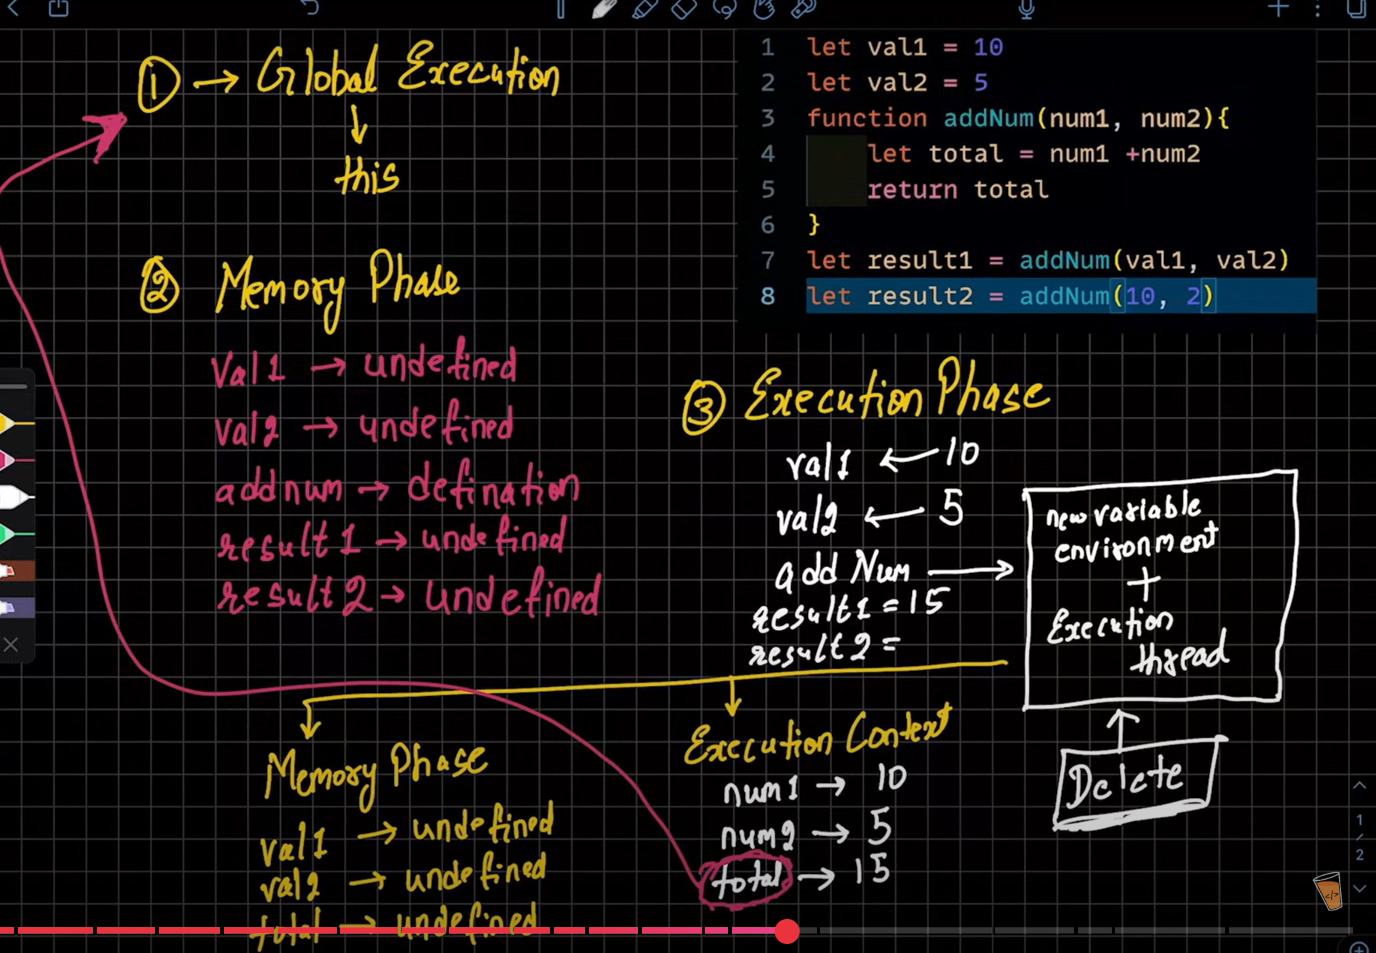 ① → Global Execution
this
② Memory Phase
Val1 → undefined
val2 → undefined
addnum → defination
result1 → undefined
result2 → undefined
1 let val1 = 10
2 let val2 = 5
3 function addNum(num1, num2){
4 let total = num1 +num2
5 return total
6 }
7 let result1 = addNum(val1, val2)
8 let result2 = addNum(10, 2)
③ Execution Phase
val1 ← 10
val2 ← 5
add Num →
result1 = 15
result2 =
new variable
environment
+
Execution
thread
Delete
Memory Phase
val1 → undefined
val2 → undefined
total → undefined
Execution Context
num1 → 10
num2 → 5
total → 15
1
/
2